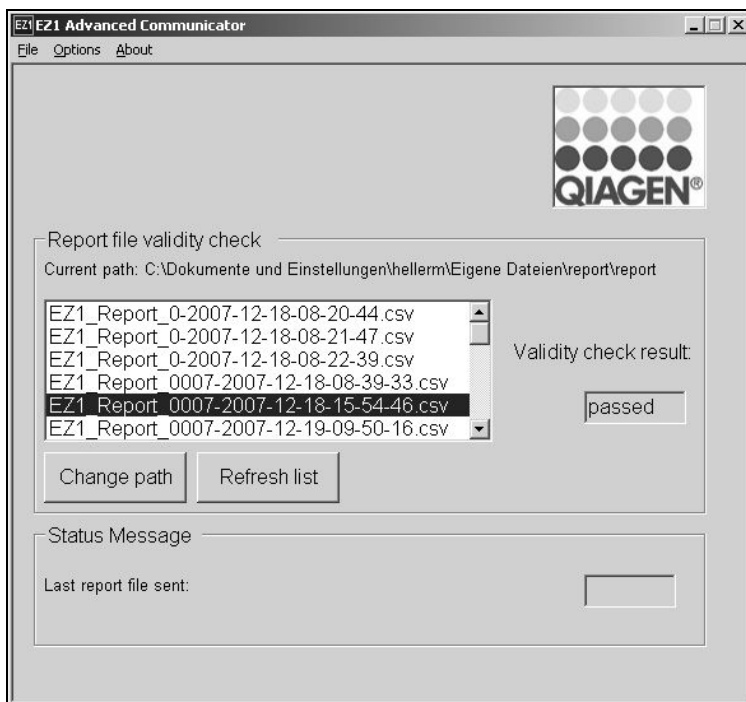 EZ1 EZ1 Advanced Communicator
File Options About
QIAGEN®
Report file validity check
Current path: C:\Dokumente und Einstellungen\hellerm\Eigene Dateien\report\report
EZ1_Report_0-2007-12-18-08-20-44.csv
EZ1_Report_0-2007-12-18-08-21-47.csv
EZ1_Report_0-2007-12-18-08-22-39.csv
EZ1_Report_0007-2007-12-18-08-39-33.csv
EZ1_Report_0007-2007-12-18-15-54-46.csv
EZ1_Report_0007-2007-12-19-09-50-16.csv
Validity check result:
passed
Change path Refresh list
Status Message
Last report file sent: